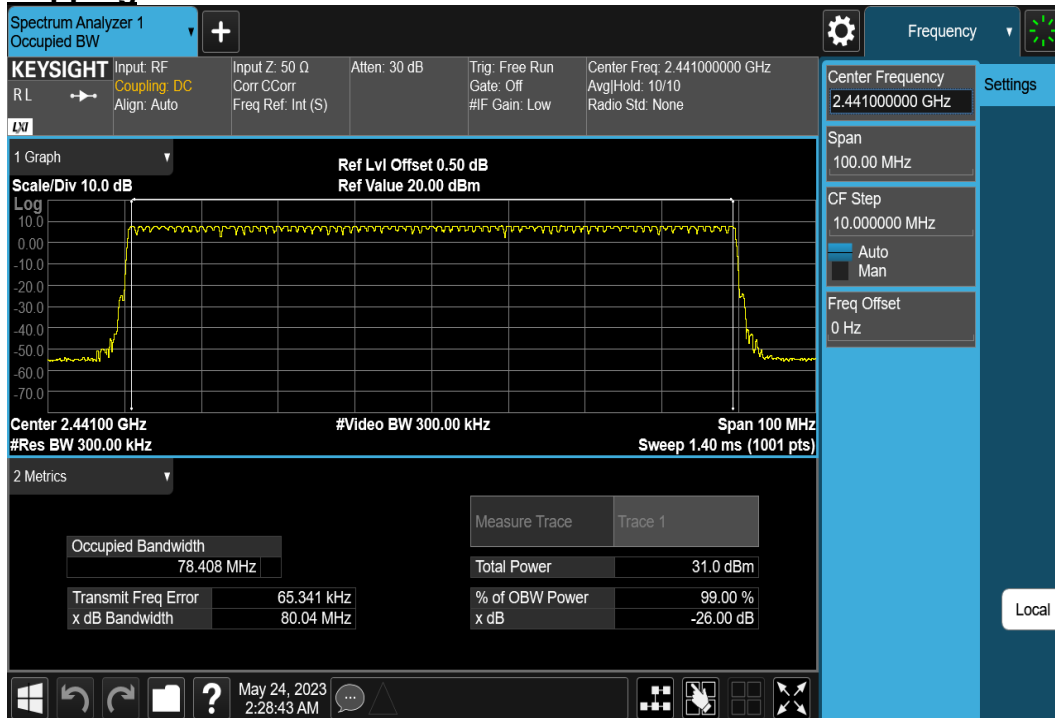 Spectrum Analyzer 1
Occupied BW
+
Frequency
KEYSIGHT
R L
LXI
Input: RF
Coupling: DC
Align: Auto
Input Z: 50 Ω
Corr CCorr
Freq Ref: Int (S)
Atten: 30 dB
Trig: Free Run
Gate: Off
#IF Gain: Low
Center Freq: 2.441000000 GHz
Avg|Hold: 10/10
Radio Std: None
Center Frequency
2.441000000 GHz
Settings
Span
100.00 MHz
CF Step
10.000000 MHz
Auto
Man
Freq Offset
0 Hz
1 Graph
Scale/Div 10.0 dB
Ref Lvl Offset 0.50 dB
Ref Value 20.00 dBm
Log
10.0
0.00
-10.0
-20.0
-30.0
-40.0
-50.0
-60.0
-70.0
Center 2.44100 GHz
#Res BW 300.00 kHz
#Video BW 300.00 kHz
Span 100 MHz
Sweep 1.40 ms (1001 pts)
2 Metrics
Measure Trace Trace 1
Occupied Bandwidth
78.408 MHz
Total Power 31.0 dBm
Transmit Freq Error 65.341 kHz
% of OBW Power 99.00 %
x dB Bandwidth 80.04 MHz
x dB -26.00 dB
Local
?
May 24, 2023
2:28:43 AM